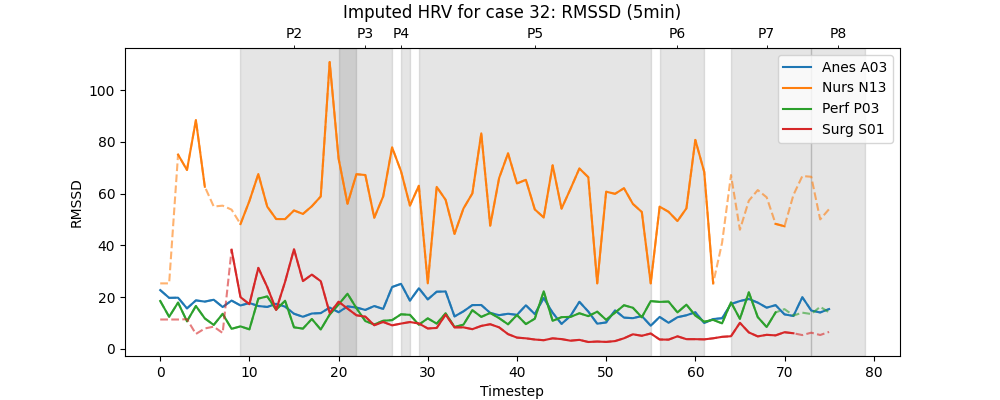 Imputed HRV for case 32: RMSSD (5min)
P2 P3 P4 P5 P6 P7 P8
Anes A03
Nurs N13
Perf P03
Surg S01
RMSSD
100
80
60
40
20
0
0 10 20 30 40 50 60 70 80
Timestep